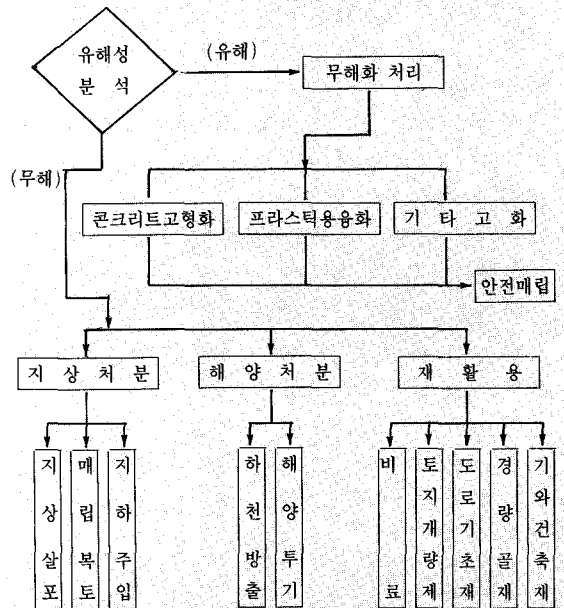 유해성
분 석
(유해)
무해화 처리
(무해)
콘크리트고형화
프라스틱용융화
기 타 고 화
안전매립
지 상 처 분
해 양 처 분
재 활 용
지상살포
매립복토
지하주입
하천방출
해양투기
비료
토지개량제
도로기초재
경량골재
기와건축재